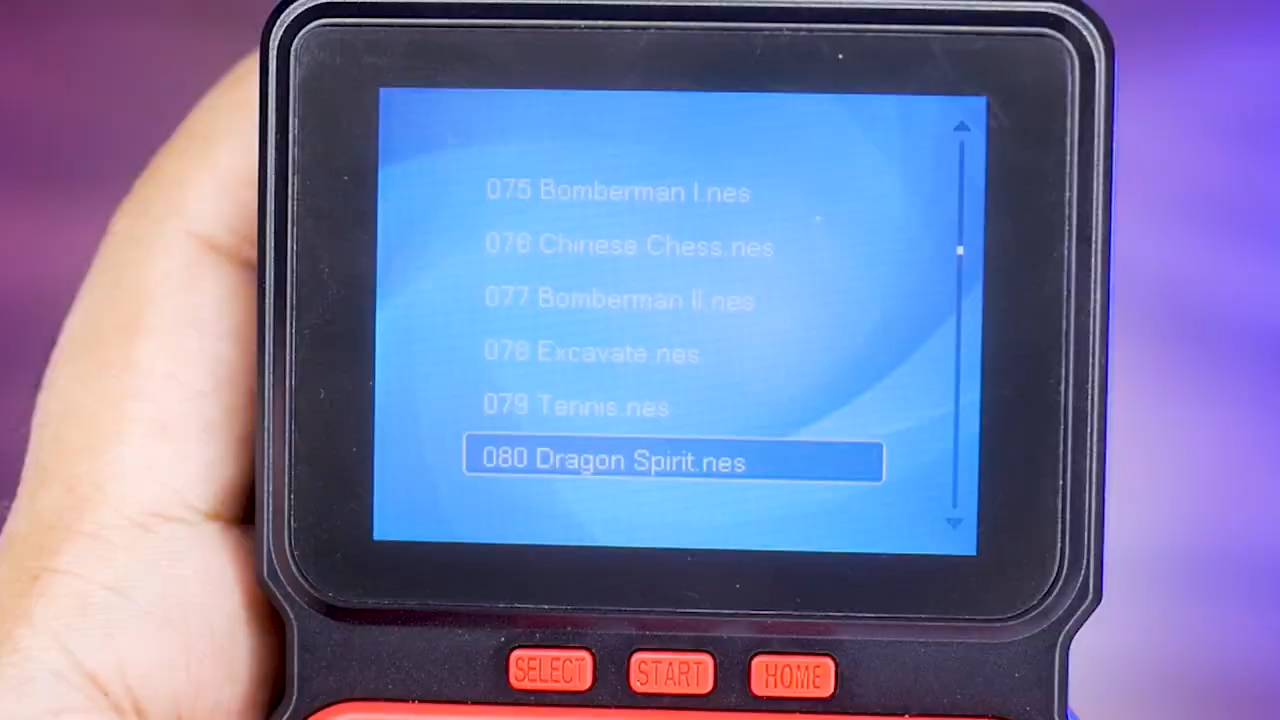 075 Bomberman I.nes
076 Chinese Chess.nes
077 Bomberman II.nes
078 Excavate.nes
079 Tennis.nes
080 Dragon Spirit.nes
SELECT START HOME